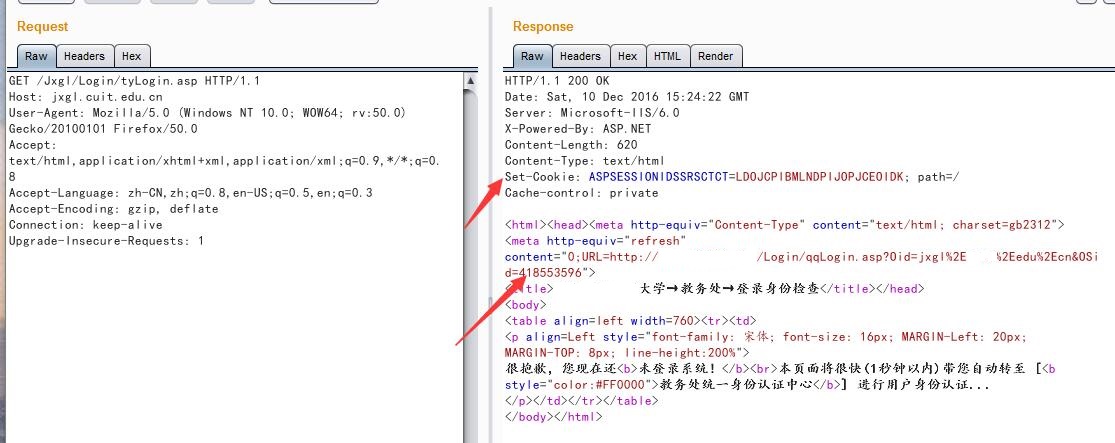 Request
Raw Headers Hex
GET /Jxgl/Login/tyLogin.asp HTTP/1.1
Host: jxgl.cuit.edu.cn
User-Agent: Mozilla/5.0 (Windows NT 10.0; WOW64; rv:50.0)
Gecko/20100101 Firefox/50.0
Accept:
text/html,application/xhtml+xml,application/xml;q=0.9,*/*;q=0.
8
Accept-Language: zh-CN,zh;q=0.8,en-US;q=0.5,en;q=0.3
Accept-Encoding: gzip, deflate
Connection: keep-alive
Upgrade-Insecure-Requests: 1
Response
Raw Headers Hex HTML Render
HTTP/1.1 200 OK
Date: Sat, 10 Dec 2016 15:24:22 GMT
Server: Microsoft-IIS/6.0
X-Powered-By: ASP.NET
Content-Length: 620
Content-Type: text/html
Set-Cookie: ASPSESSIONIDSSRSCTCT=LDOJCPIBMLNDPIJOPJCEOIDK; path=/
Cache-control: private
<html><head><meta http-equiv="Content-Type" content="text/html; charset=gb2312">
<meta http-equiv="refresh"
content="0;URL=http:// /Login/qqLogin.asp?Oid=jxgl%2E %2Eedu%2Ecn&OSi
d=418553596">
<title> 大学→教务处→登录身份检查</title></head>
<body>
<table align=left width=760><tr><td>
<p align=Left style="font-family: 宋体; font-size: 16px; MARGIN-Left: 20px;
MARGIN-TOP: 8px; line-height:200%">
很抱歉，您现在还<b>未登录系统！</b><br>本页面将很快(1秒钟以内)带您自动转至 [<b
style="color:#FF0000">教务处统一身份认证中心</b>] 进行用户身份认证...
</p></td></tr></table>
</body></html>